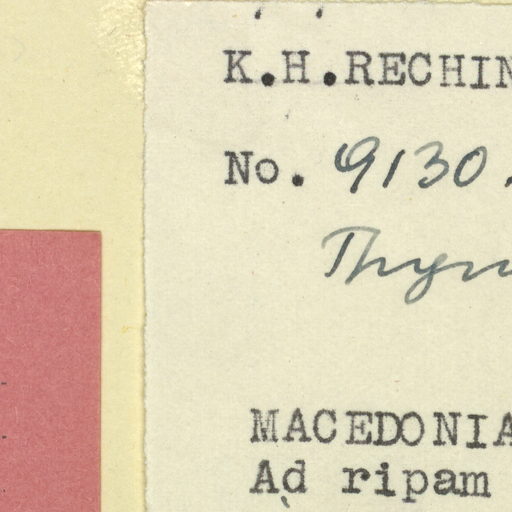 K.H.RECHIN
No. 9130.
Thym
MACEDONIA
Ad ripam